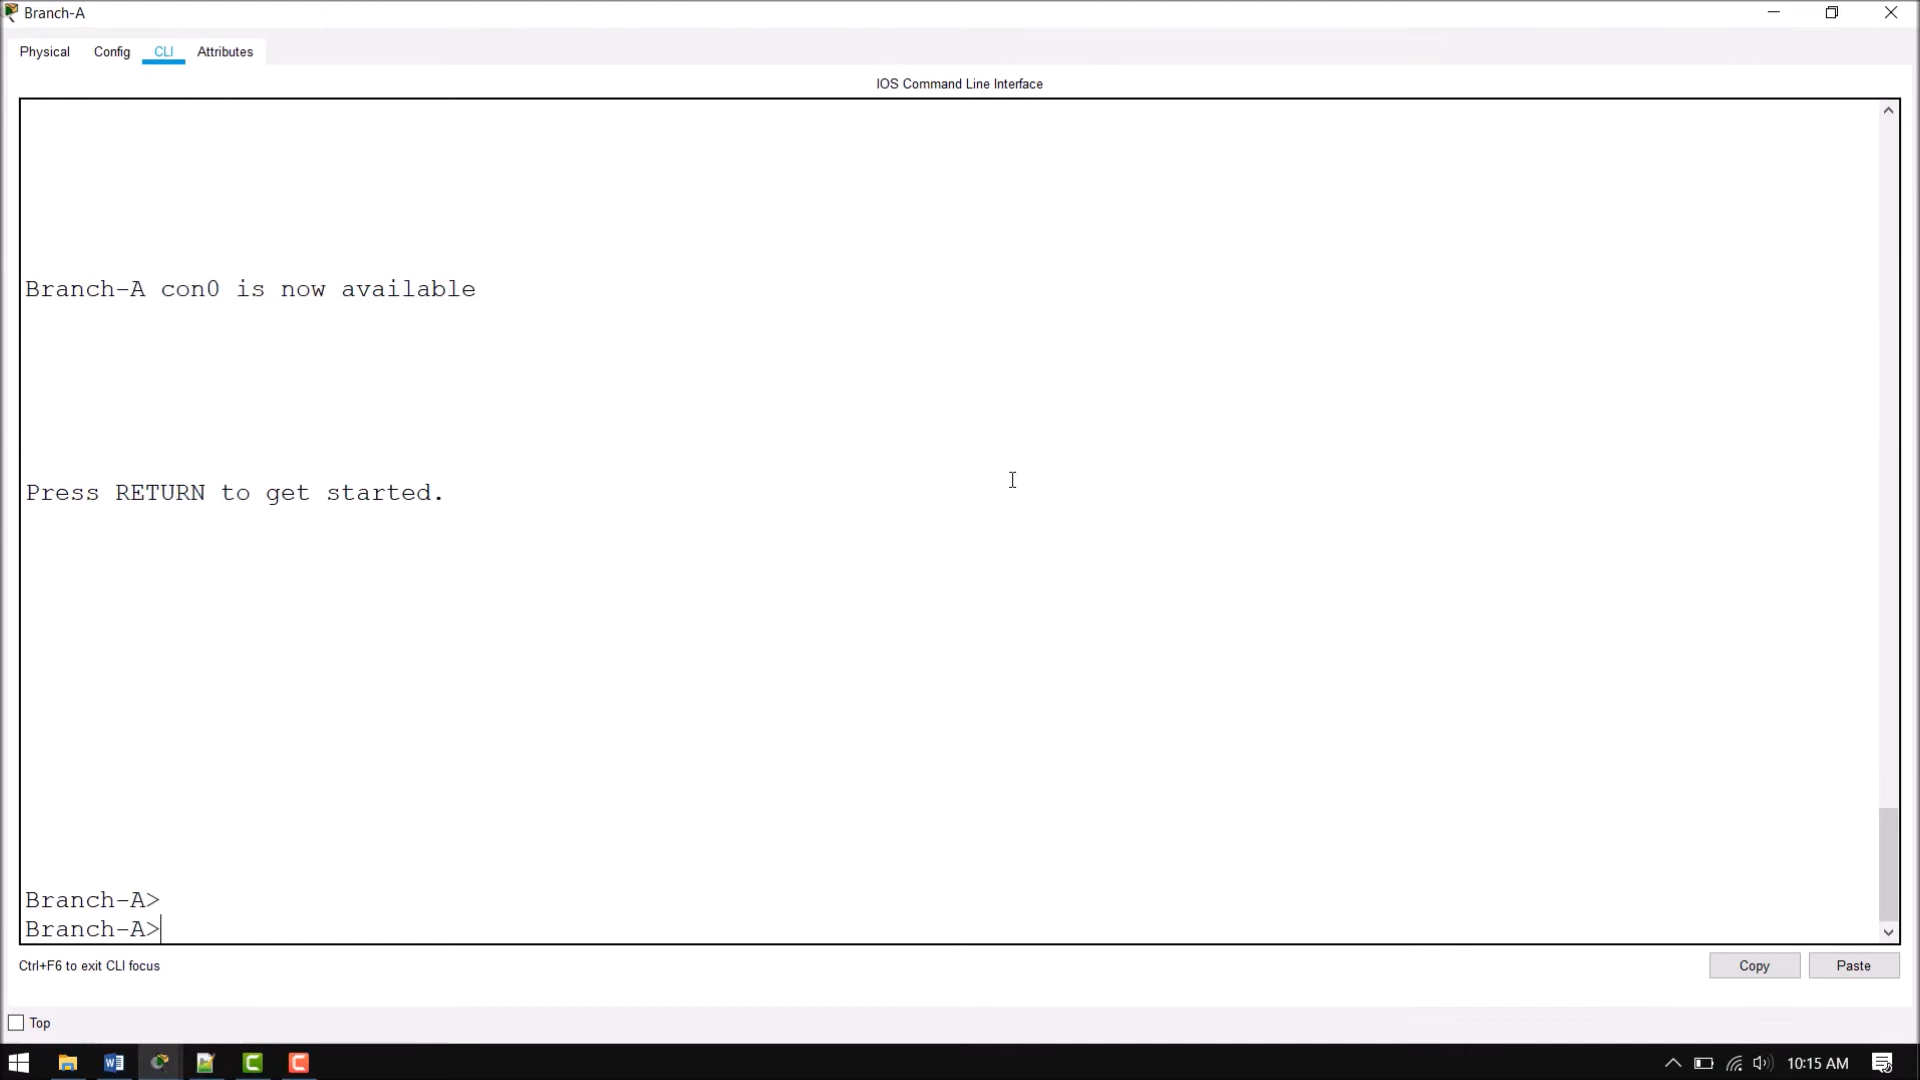 Branch-A
Physical Config CLI Attributes
IOS Command Line Interface
Branch-A con0 is now available
Press RETURN to get started.
Branch-A>
Branch-A>
Ctrl+F6 to exit CLI focus
Copy Paste
Top
10:15 AM